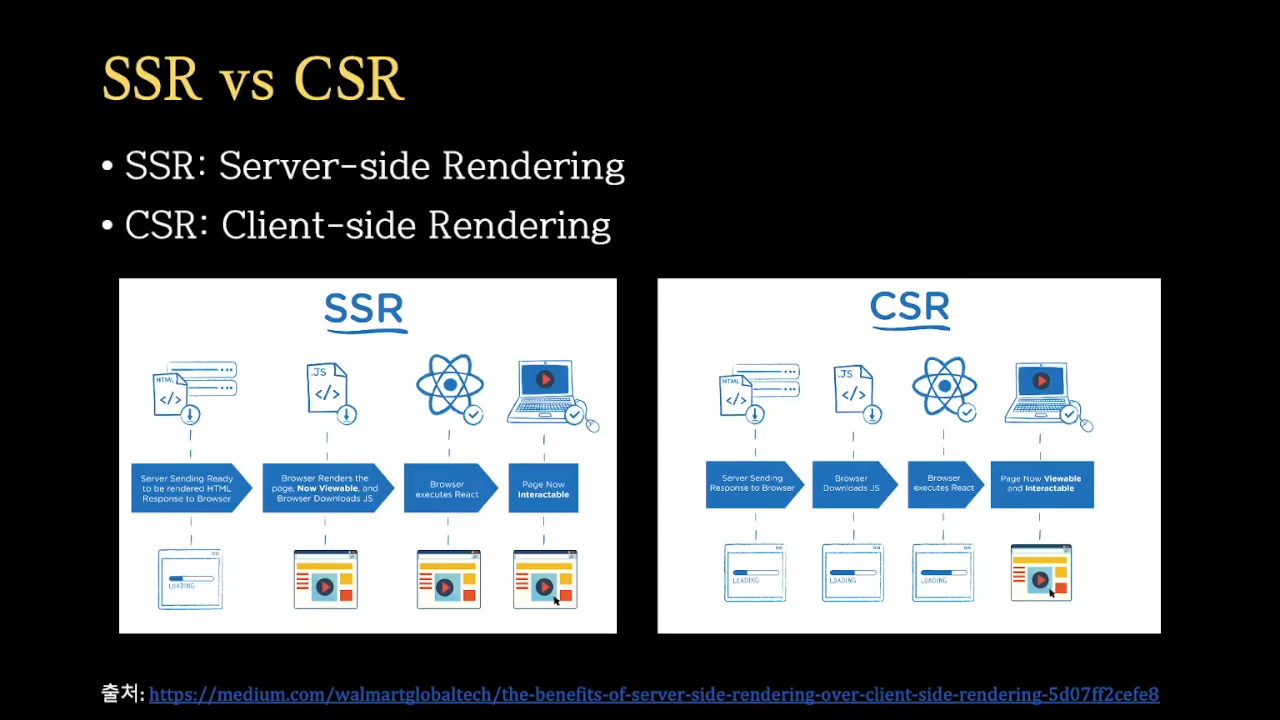 SSR vs CSR
• SSR: Server-side Rendering
• CSR: Client-side Rendering
SSR
HTML
</>
.JS
</>
Server Sending Ready
to be rendered HTML
Response to Browser
Browser Renders the
page, Now Viewable, and
Browser Downloads JS
Browser
executes React
Page Now
Interactable
LOADING
CSR
HTML
</>
.JS
</>
Server Sending
Response to Browser
Browser
Downloads JS
Browser
executes React
Page Now Viewable
and Interactable
LOADING
LOADING
LOADING
출처: https://medium.com/walmartglobaltech/the-benefits-of-server-side-rendering-over-client-side-rendering-5d07ff2cefe8